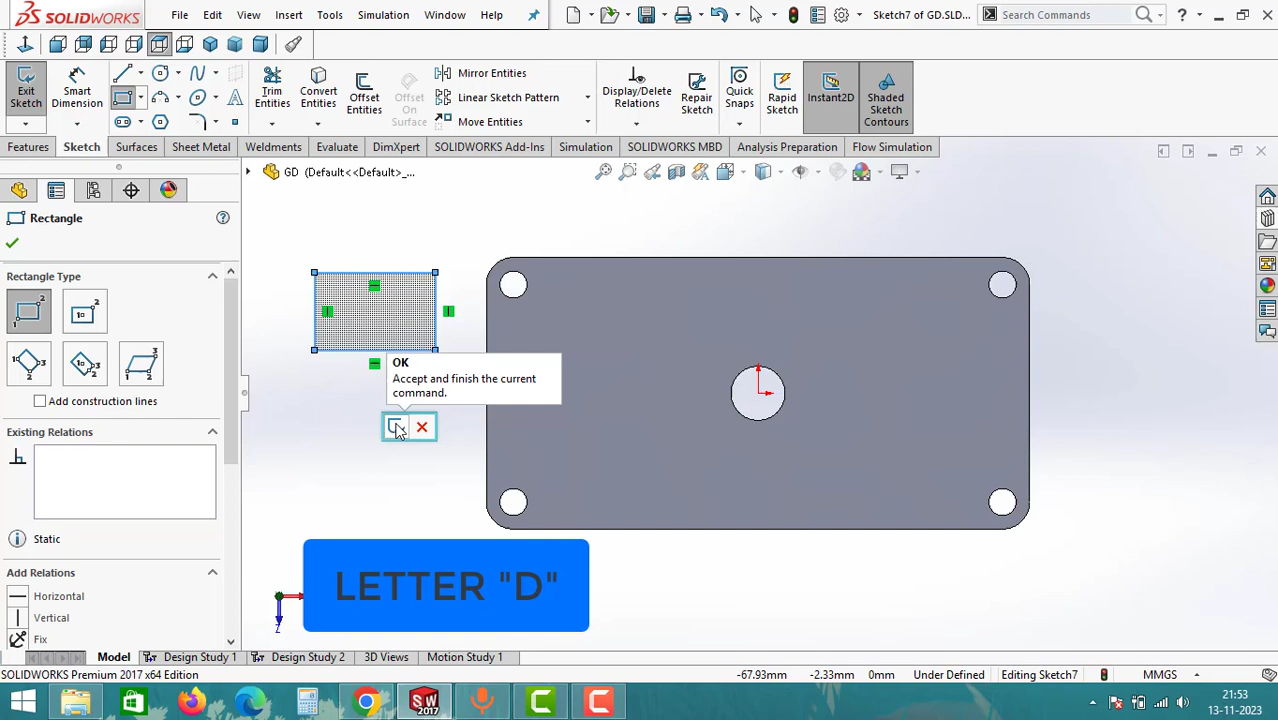 SOLIDWORKS
File Edit View Insert Tools Simulation Window Help
Sketch7 of GD.SLD...
Search Commands
Exit Sketch
Smart Dimension
Trim Entities
Convert Entities
Offset Entities
Offset On Surface
Mirror Entities
Linear Sketch Pattern
Move Entities
Display/Delete Relations
Repair Sketch
Quick Snaps
Rapid Sketch
Instant2D
Shaded Sketch Contours
Features Sketch Surfaces Sheet Metal Weldments Evaluate DimXpert SOLIDWORKS Add-Ins Simulation SOLIDWORKS MBD Analysis Preparation Flow Simulation
GD (Default<<Default>_...
Rectangle
Rectangle Type
Add construction lines
Existing Relations
Static
Add Relations
Horizontal
Vertical
Fix
OK
Accept and finish the current
command.
LETTER "D"
Z
Model Design Study 1 Design Study 2 3D Views Motion Study 1
SOLIDWORKS Premium 2017 x64 Edition
-67.93mm -2.33mm 0mm Under Defined Editing Sketch7 MMGS
SW
2017
21:53
13-11-2023